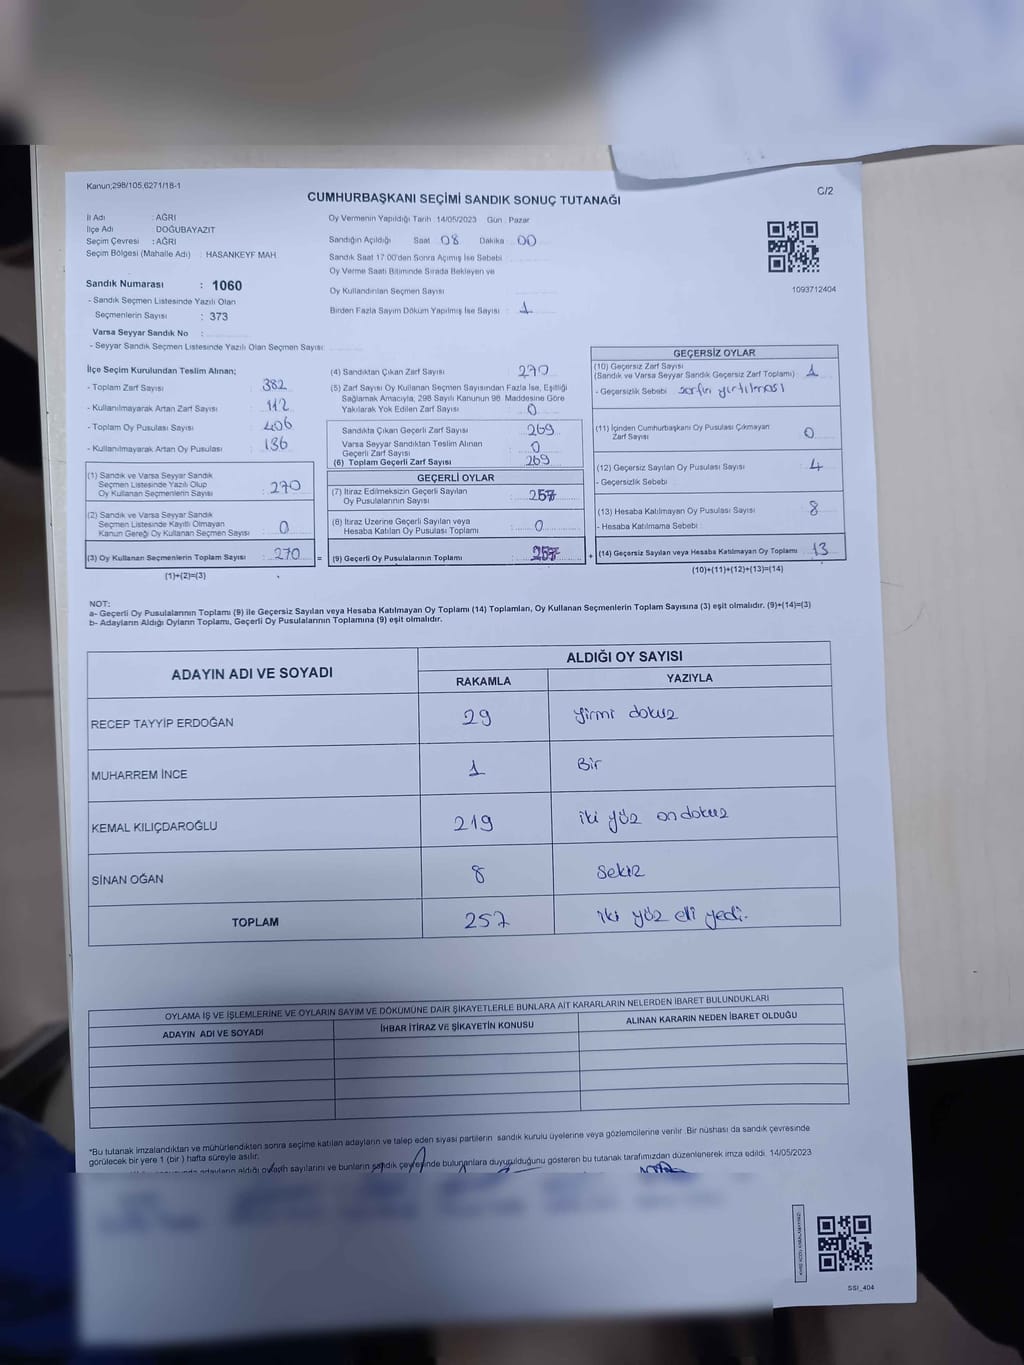 Kanun;298/105,6271/18-1
C/2
CUMHURBAŞKANI SEÇİMİ SANDIK SONUÇ TUTANAĞI
İl Adı : AĞRI
İlçe Adı DOĞUBAYAZIT
Seçim Çevresi : AĞRI
Seçim Bölgesi (Mahalle Adı) : HASANKEYF MAH
Sandık Numarası : 1060
- Sandık Seçmen Listesinde Yazılı Olan
Seçmenlerin Sayısı : 373
Varsa Seyyar Sandık No :
- Seyyar Sandık Seçmen Listesinde Yazılı Olan Seçmen Sayısı:
Oy Vermenin Yapıldığı Tarih 14/05/2023 Gün : Pazar
Sandığın Açıldığı Saat 08 Dakika 00
Sandık Saat 17:00'den Sonra Açımış İse Sebebi
Oy Verme Saati Bitiminde Sırada Bekleyen ve
Oy Kullandırılan Seçmen Sayısı
Birden Fazla Sayım Döküm Yapılmış İse Sayısı : 1
1093712404
İlçe Seçim Kurulundan Teslim Alınan;
- Toplam Zarf Sayısı : 382
- Kullanılmayarak Artan Zarf Sayısı : 112
- Toplam Oy Pusulası Sayısı : 406
- Kullanılmayarak Artan Oy Pusulası : 136
(1) Sandık ve Varsa Seyyar Sandık
Seçmen Listesinde Yazılı Olup
Oy Kullanan Seçmenlerin Sayısı : 270
(2) Sandık ve Varsa Seyyar Sandık
Seçmen Listesinde Kayıtlı Olmayan
Kanun Gereği Oy Kullanan Seçmen Sayısı : 0
(3) Oy Kullanan Seçmenlerin Toplam Sayısı : 270 =
(1)+(2)=(3)
(4) Sandıktan Çıkan Zarf Sayısı : 270
(5) Zarf Sayısı Oy Kullanan Seçmen Sayısından Fazla İse, Eşitliği
Sağlamak Amacıyla; 298 Sayılı Kanunun 98. Maddesine Göre
Yakılarak Yok Edilen Zarf Sayısı : 0
Sandıkta Çıkan Geçerli Zarf Sayısı : 269
Varsa Seyyar Sandıktan Teslim Alınan
Geçerli Zarf Sayısı : 0
(6) Toplam Geçerli Zarf Sayısı : 269
GEÇERLİ OYLAR
(7) İtiraz Edilmeksizin Geçerli Sayılan
Oy Pusulalarının Sayısı : 257
(8) İtiraz Üzerine Geçerli Sayılan veya
Hesaba Katılan Oy Pusulası Toplamı : 0
(9) Geçerli Oy Pusulalarının Toplamı : 257 +
GEÇERSİZ OYLAR
(10) Geçersiz Zarf Sayısı
(Sandık ve Varsa Seyyar Sandık Geçersiz Zarf Toplamı) : 1
- Geçersizlik Sebebi : zarfın yırtılması
(11) İçinden Cumhurbaşkanı Oy Pusulası Çıkmayan
Zarf Sayısı : 0
(12) Geçersiz Sayılan Oy Pusulası Sayısı : 4
- Geçersizlik Sebebi
(13) Hesaba Katılmayan Oy Pusulası Sayısı : 8
- Hesaba Katılmama Sebebi :
(14) Geçersiz Sayılan veya Hesaba Katılmayan Oy Toplamı : 13
(10)+(11)+(12)+(13)=(14)
NOT:
a- Geçerli Oy Pusulalarının Toplamı (9) ile Geçersiz Sayılan veya Hesaba Katılmayan Oy Toplamı (14) Toplamları, Oy Kullanan Seçmenlerin Toplam Sayısına (3) eşit olmalıdır. (9)+(14)=(3)
b- Adayların Aldığı Oyların Toplamı, Geçerli Oy Pusulalarının Toplamına (9) eşit olmalıdır.
ADAYIN ADI VE SOYADI
ALDIĞI OY SAYISI
RAKAMLA YAZIYLA
RECEP TAYYİP ERDOĞAN 29 yirmi dokuz
MUHARREM İNCE 1 Bir
KEMAL KILIÇDAROĞLU 219 iki yüz ondokuz
SİNAN OĞAN 8 Sekiz
TOPLAM 257 iki yüz elli yedi.
OYLAMA İŞ VE İŞLEMLERİNE VE OYLARIN SAYIM VE DÖKÜMÜNE DAİR ŞİKAYETLERLE BUNLARA AİT KARARLARIN NELERDEN İBARET BULUNDUKLARI
ADAYIN ADI VE SOYADI İHBAR İTİRAZ VE ŞİKAYETİN KONUSU ALINAN KARARIN NEDEN İBARET OLDUĞU
*Bu tutanak imzalandıktan ve mühürlendikten sonra seçime katılan adayların ve talep eden siyasi partilerin sandık kurulu üyelerine veya gözlemcilerine verilir. Bir nüshası da sandık çevresinde
görülecek bir yere 1 (bir) hafta süreyle asılır.
adayların aldığı oyların sayılarını ve bunların sandık çevresinde bulunanlara duyurulduğunu gösteren bu tutanak tarafımızdan düzenlenerek imza edildi. 14/05/2023
SSI_404